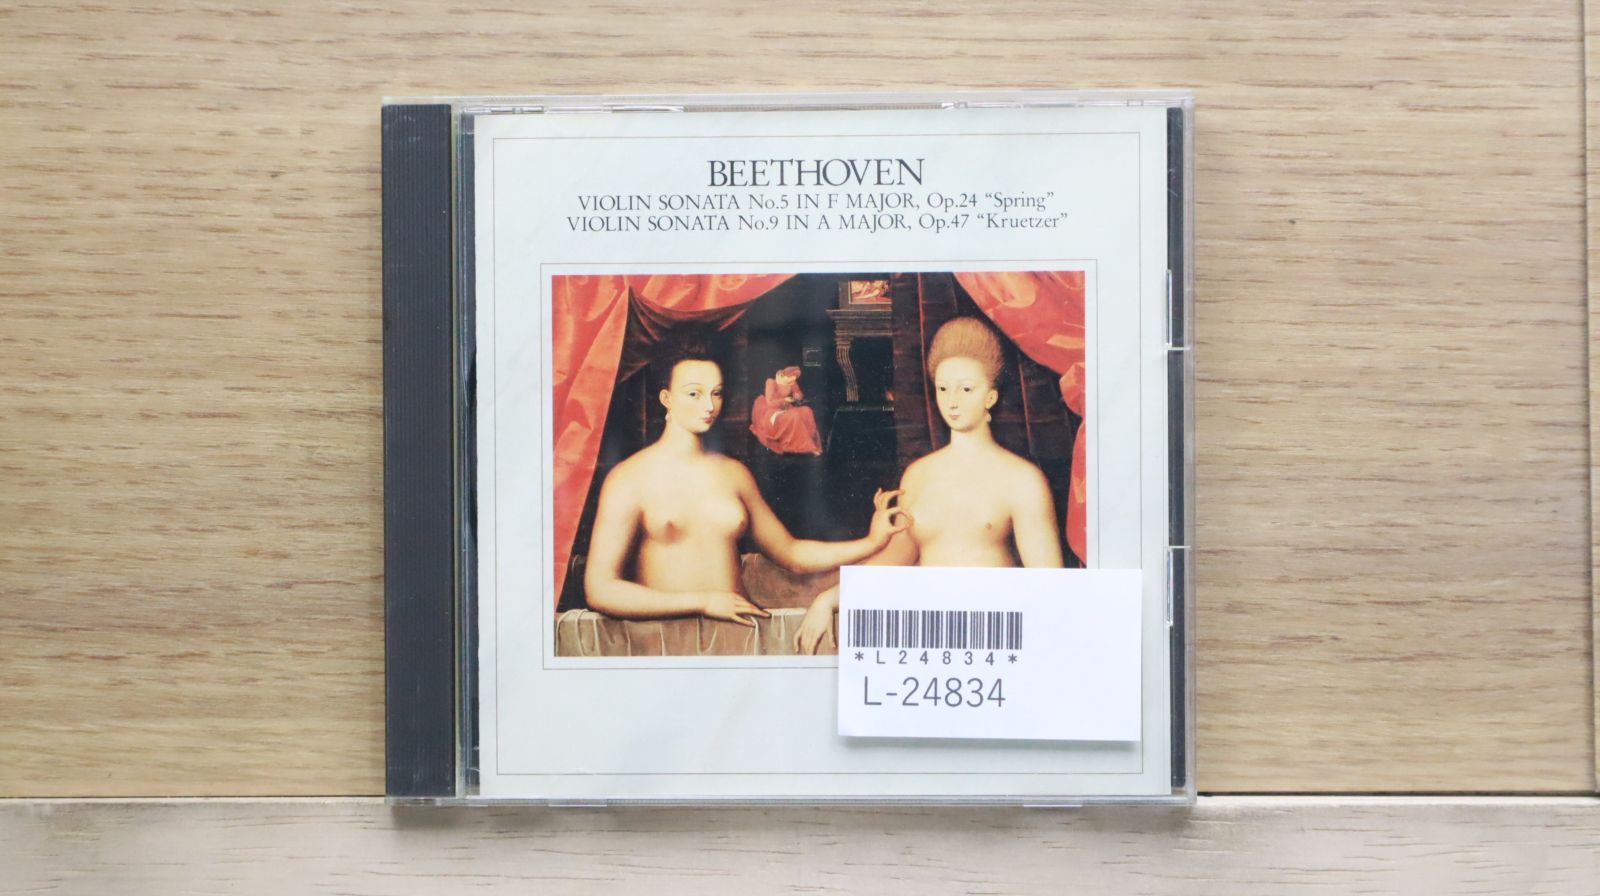 BEETHOVEN
VIOLIN SONATA No.5 IN F MAJOR, Op.24 “Spring”
VIOLIN SONATA No.9 IN A MAJOR, Op.47 “Kruetzer”
*L24834*
L-24834